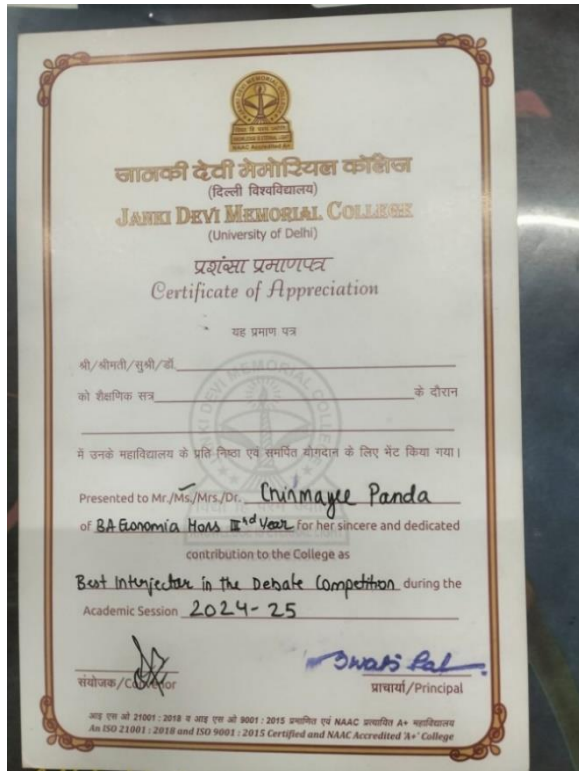 जानकी देवी मेमोरियल कॉलेज
(दिल्ली विश्वविद्यालय)
JANKI DEVI MEMORIAL COLLEGE
(University of Delhi)
प्रशंसा प्रमाणपत्र
Certificate of Appreciation
यह प्रमाण पत्र
श्री/श्रीमती/सुश्री/डॉ.
को शैक्षणिक सत्र के दौरान
में उनके महाविद्यालय के प्रति निष्ठा एवं समर्पित योगदान के लिए भेंट किया गया।
Presented to Mr./Ms./Mrs./Dr. Chinmayee Panda
of BA Economia Hons III rd Year for her sincere and dedicated
contribution to the College as
Best Interjector in the Debate Competition during the
Academic Session 2024-25
Swati Pal
संयोजक/Convenor
प्राचार्या/Principal
आइ एस ओ 21001 : 2018 व आइ एस ओ 9001 : 2015 प्रमाणित एवं NAAC प्रत्यायित A+ महाविद्यालय
An ISO 21001 : 2018 and ISO 9001 : 2015 Certified and NAAC Accredited 'A+' College